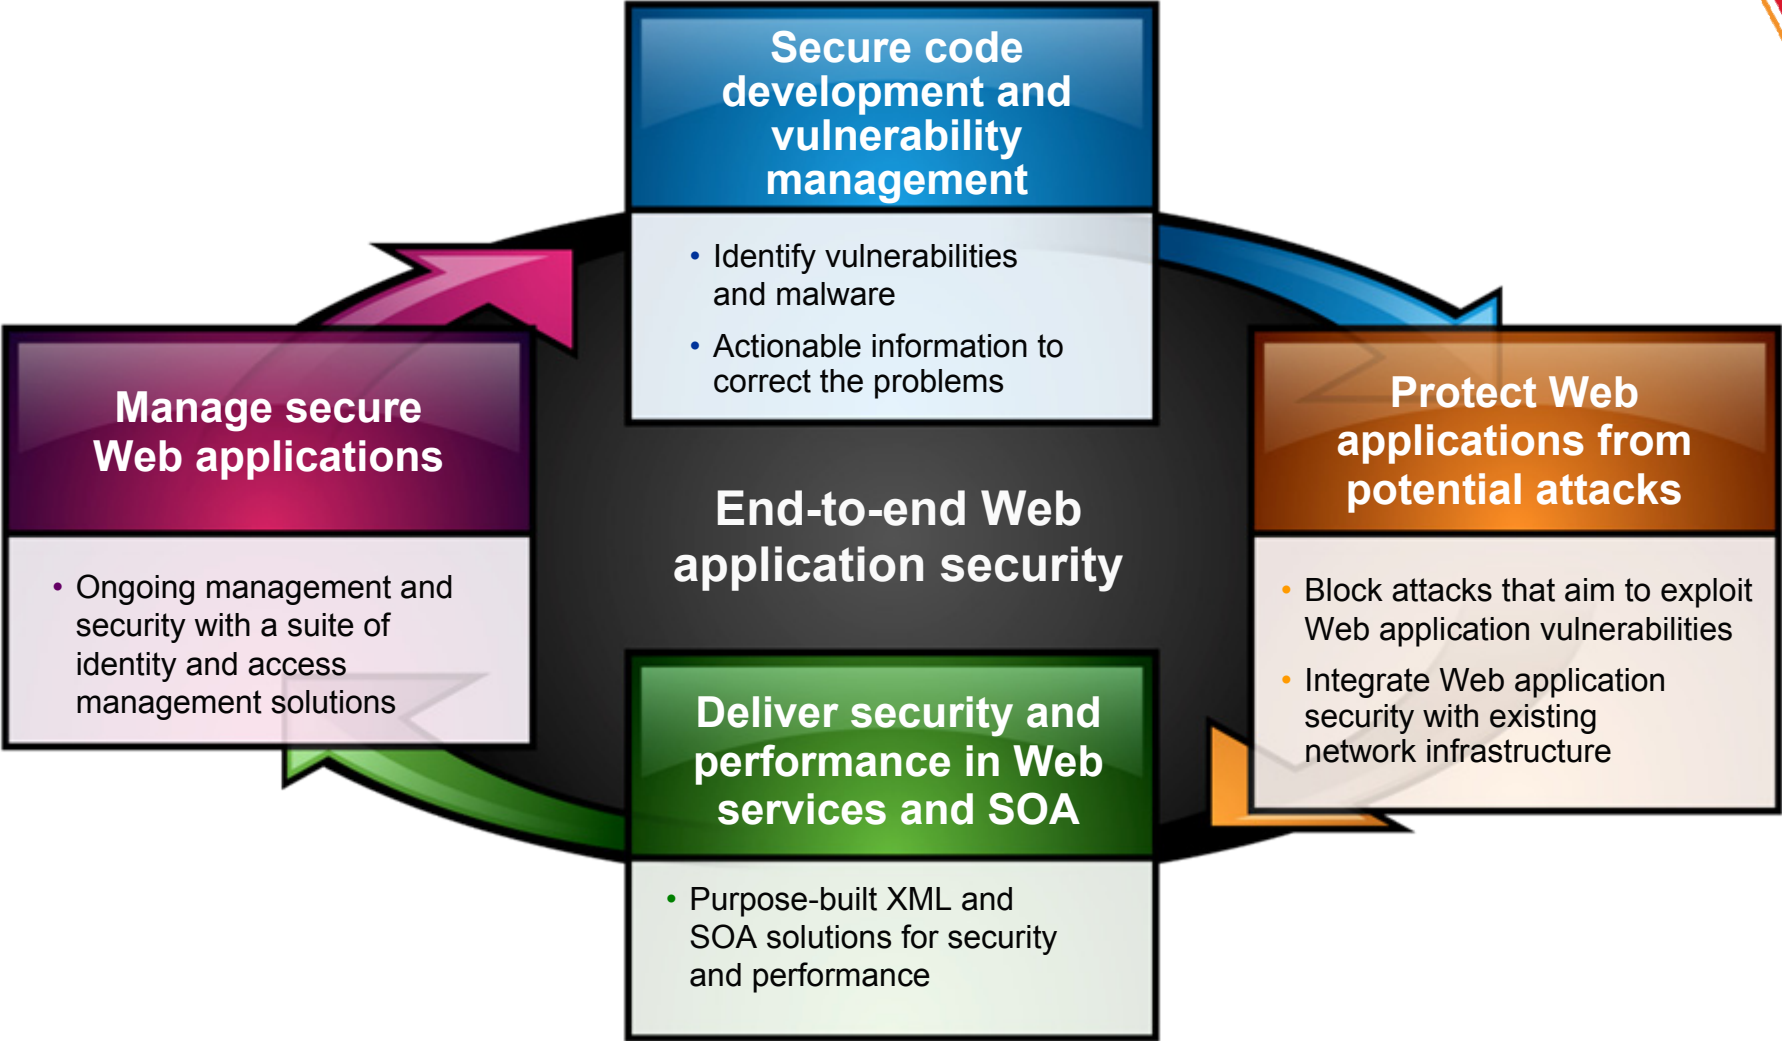 Secure code
development and
vulnerability
management
• Identify vulnerabilities
and malware
• Actionable information to
correct the problems
Manage secure
Web applications
• Ongoing management and
security with a suite of
identity and access
management solutions
End-to-end Web
application security
Protect Web
applications from
potential attacks
• Block attacks that aim to exploit
Web application vulnerabilities
• Integrate Web application
security with existing
network infrastructure
Deliver security and
performance in Web
services and SOA
• Purpose-built XML and
SOA solutions for security
and performance